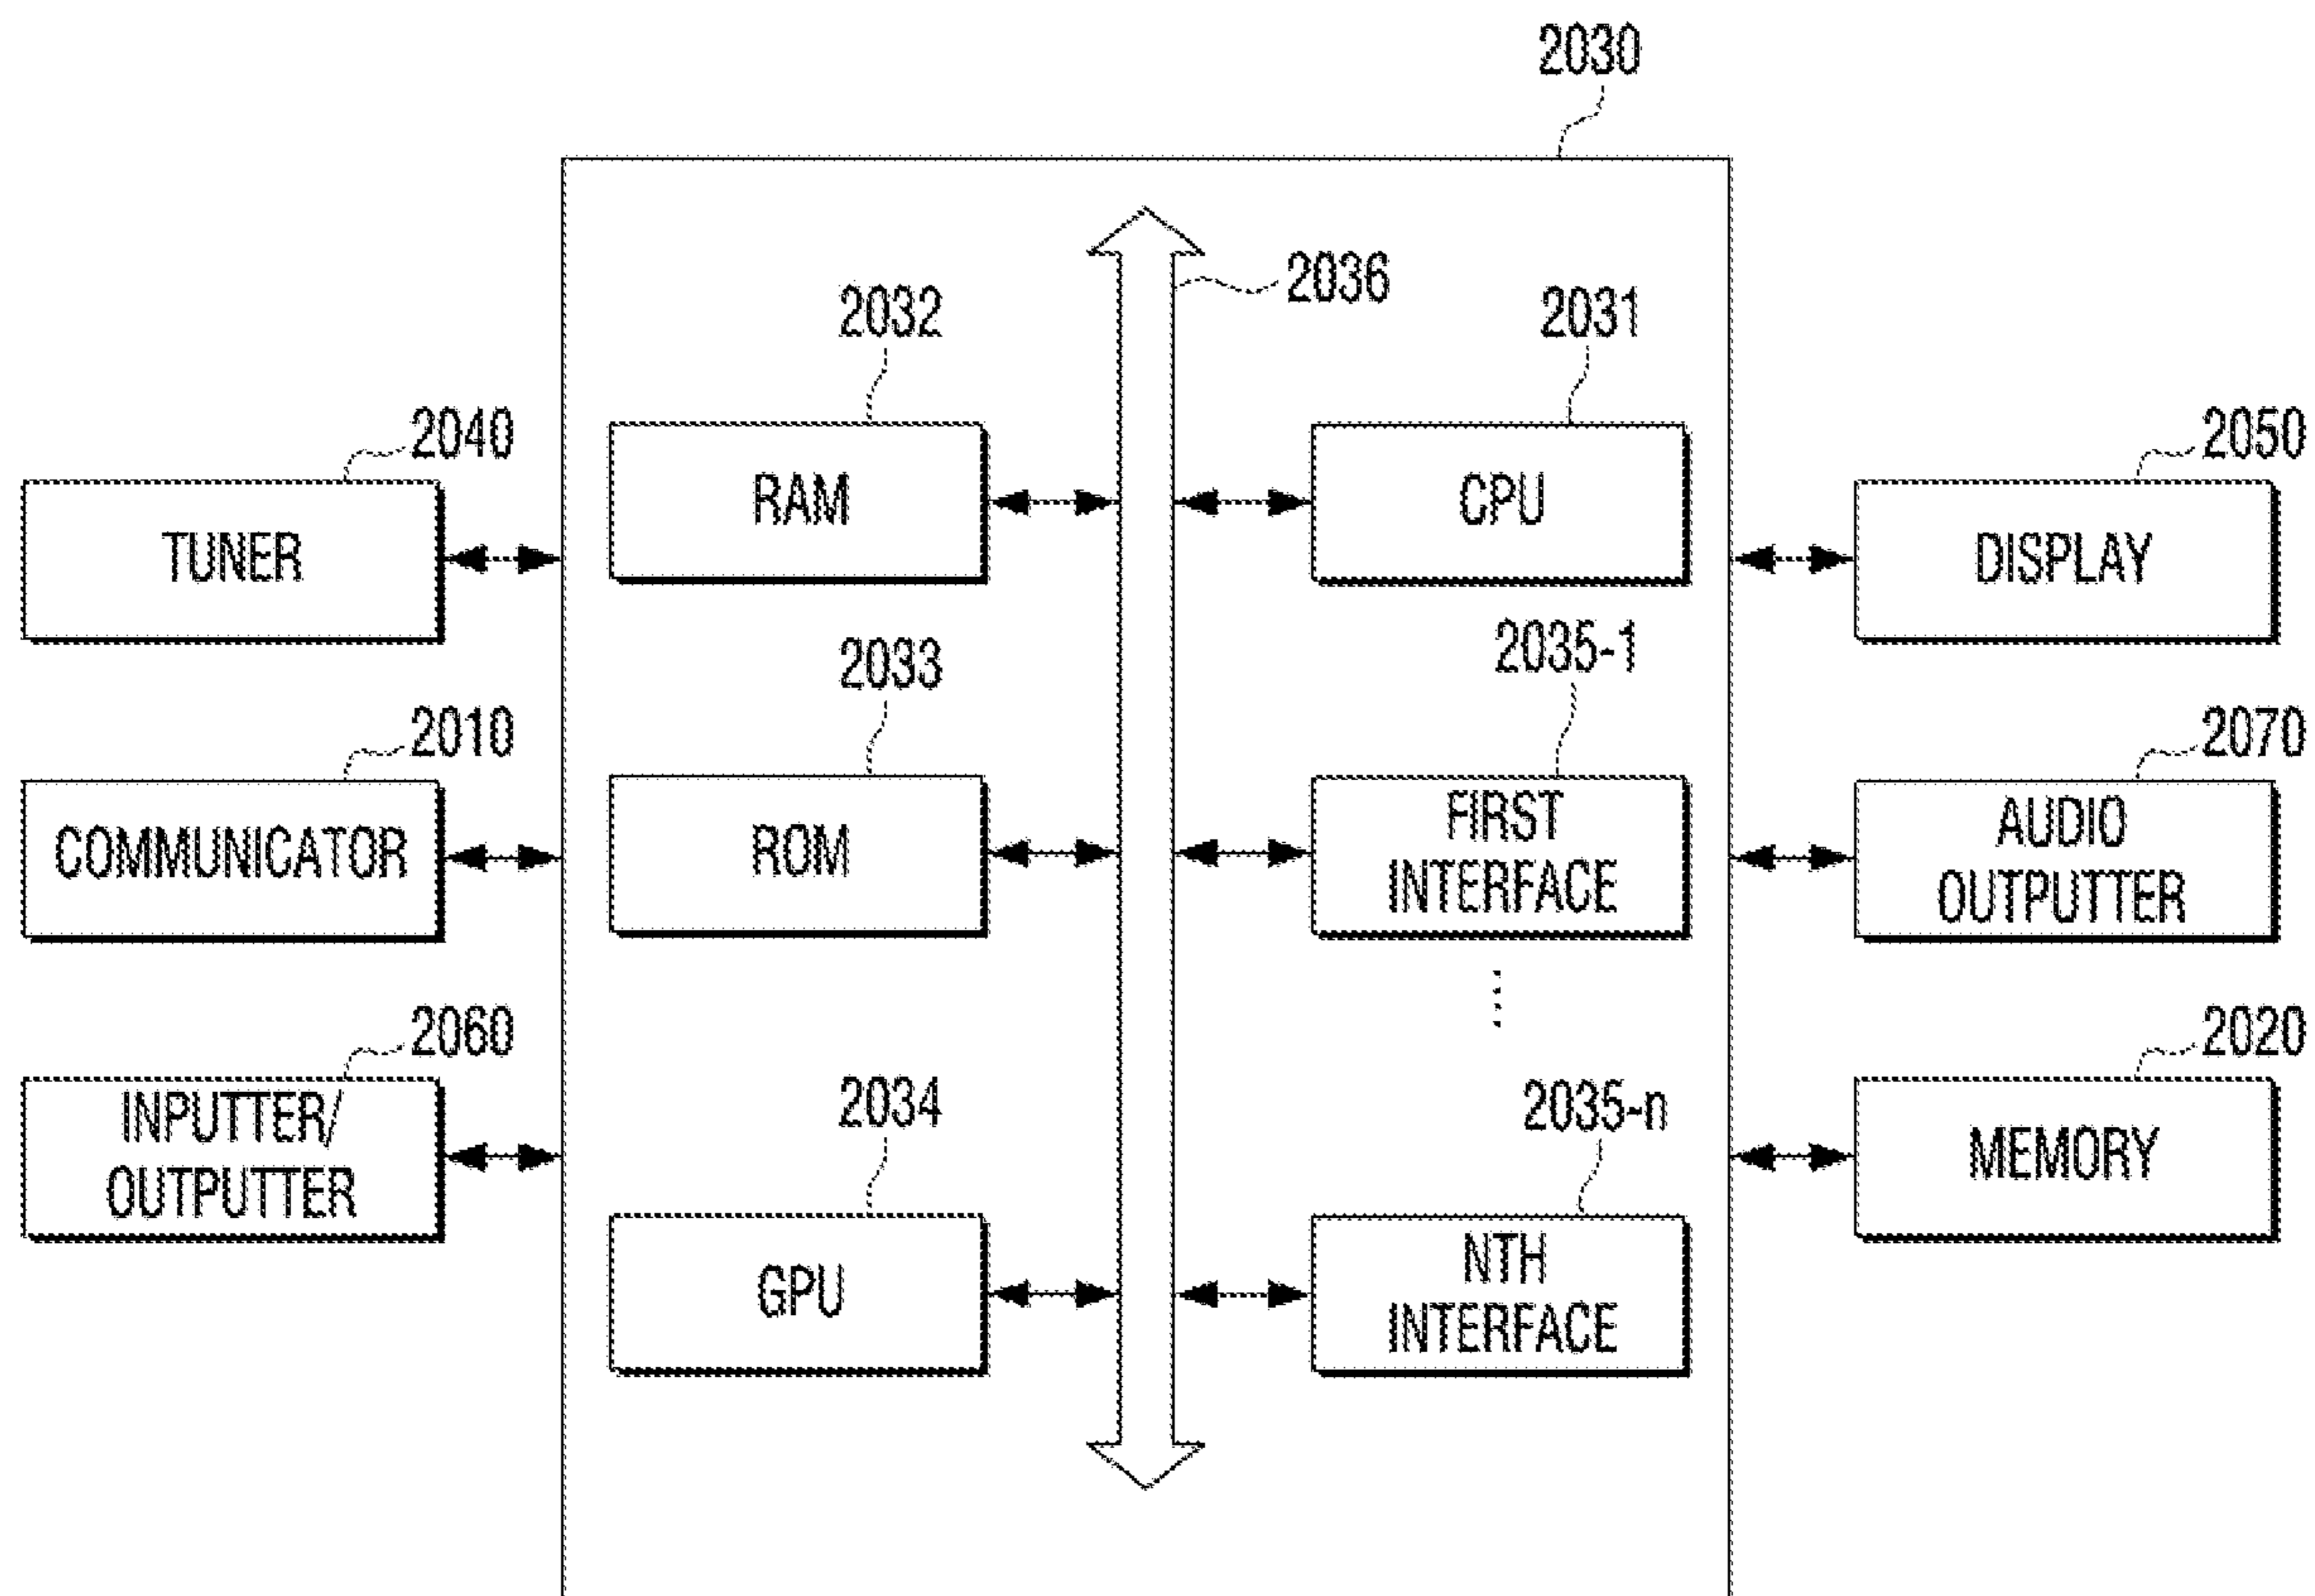 2030
2036
2032
2031
2040
RAM
CPU
2050
TUNER
DISPLAY
2033
2035-1
2010
2070
COMMUNICATOR
ROM
FIRST
INTERFACE
AUDIO
OUTPUTTER
2060
2020
INPUTTER/
OUTPUTTER
2034
2035-n
MEMORY
GPU
NTH
INTERFACE